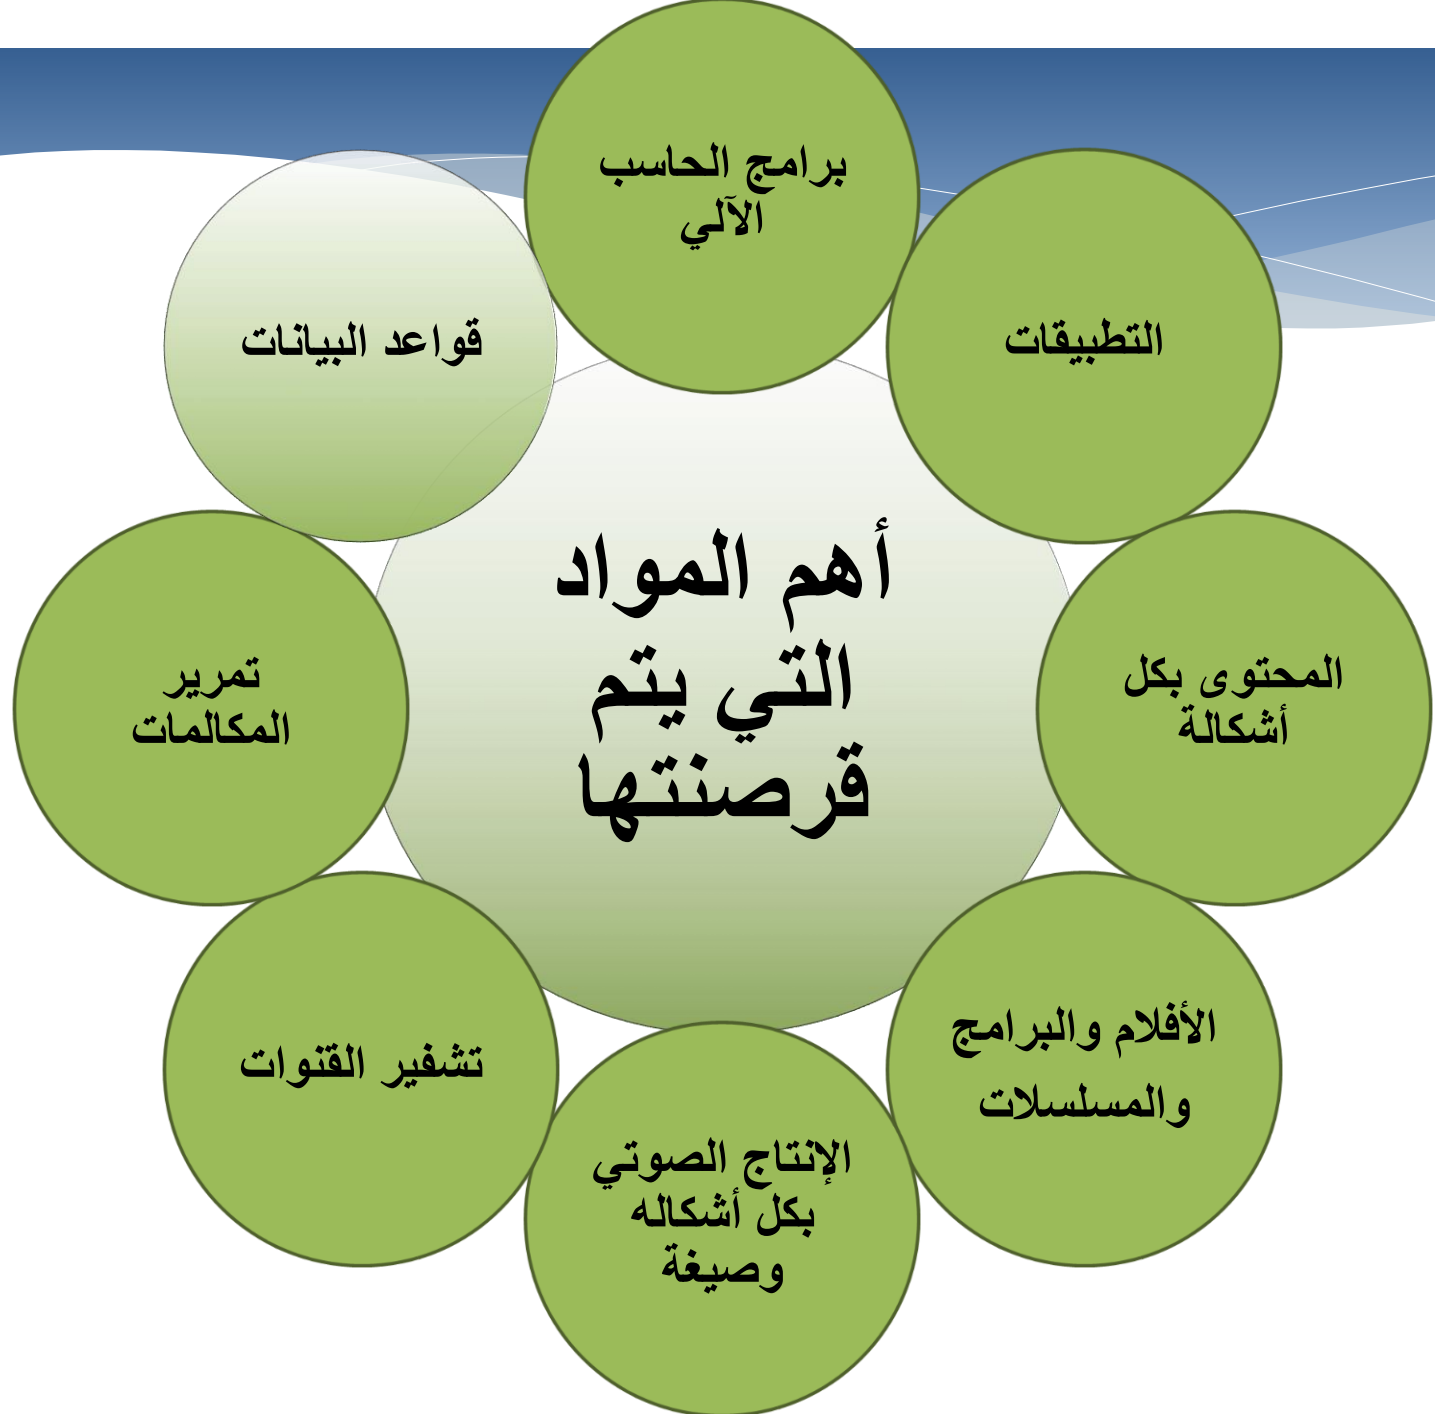 برامج الحاسب
الآلي
التطبيقات
قواعد البيانات
أهم المواد
التي يتم
قرصنتها
المحتوى بكل
أشكالة
تمرير
المكالمات
الأفلام والبرامج
والمسلسلات
تشفير القنوات
الإنتاج الصوتي
بكل أشكاله
وصيغة